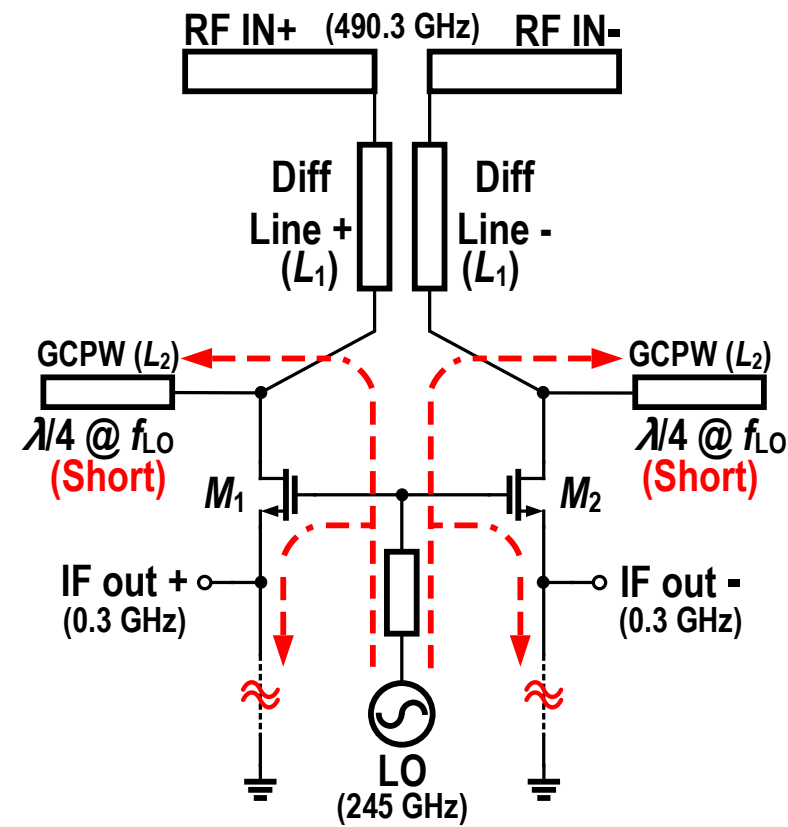 RF IN+ (490.3 GHz) RF IN-
Diff
Line +
(L1)
Diff
Line -
(L1)
GCPW (L2)
λ/4 @ fLO
(Short)
GCPW (L2)
λ/4 @ fLO
(Short)
M1
M2
IF out +
(0.3 GHz)
IF out -
(0.3 GHz)
LO
(245 GHz)